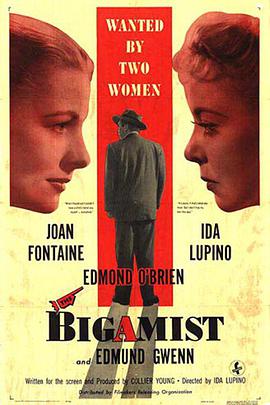 WANTED
BY
TWO
WOMEN
JOAN
FONTAINE
IDA
LUPINO
EDMOND O'BRIEN
THE
BIGAMIST
and EDMUND GWENN
Written for the screen and Produced by COLLIER YOUNG • Directed by IDA LUPINO
Distributed by Filmakers Releasing Organization